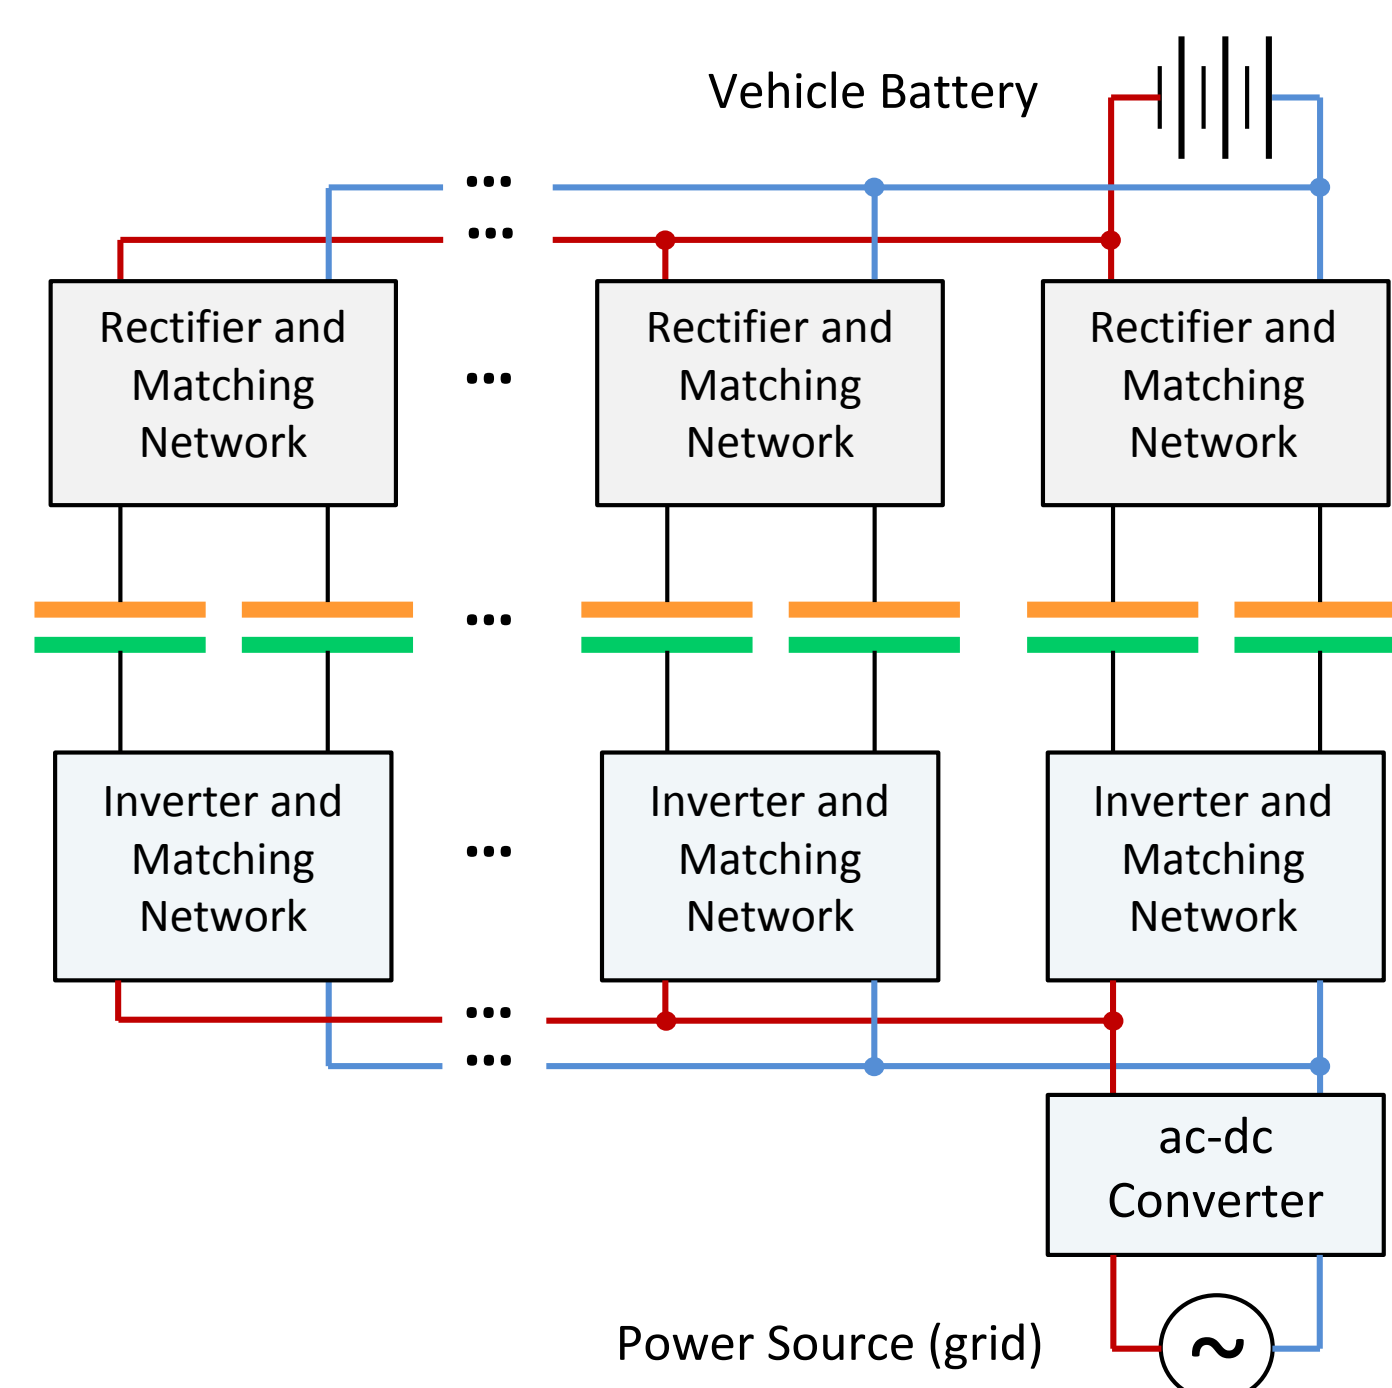 Vehicle Battery
...
...
Rectifier and
Matching
Network
...
Rectifier and
Matching
Network
Rectifier and
Matching
Network
...
Inverter and
Matching
Network
...
Inverter and
Matching
Network
Inverter and
Matching
Network
...
...
ac-dc
Converter
Power Source (grid)
~